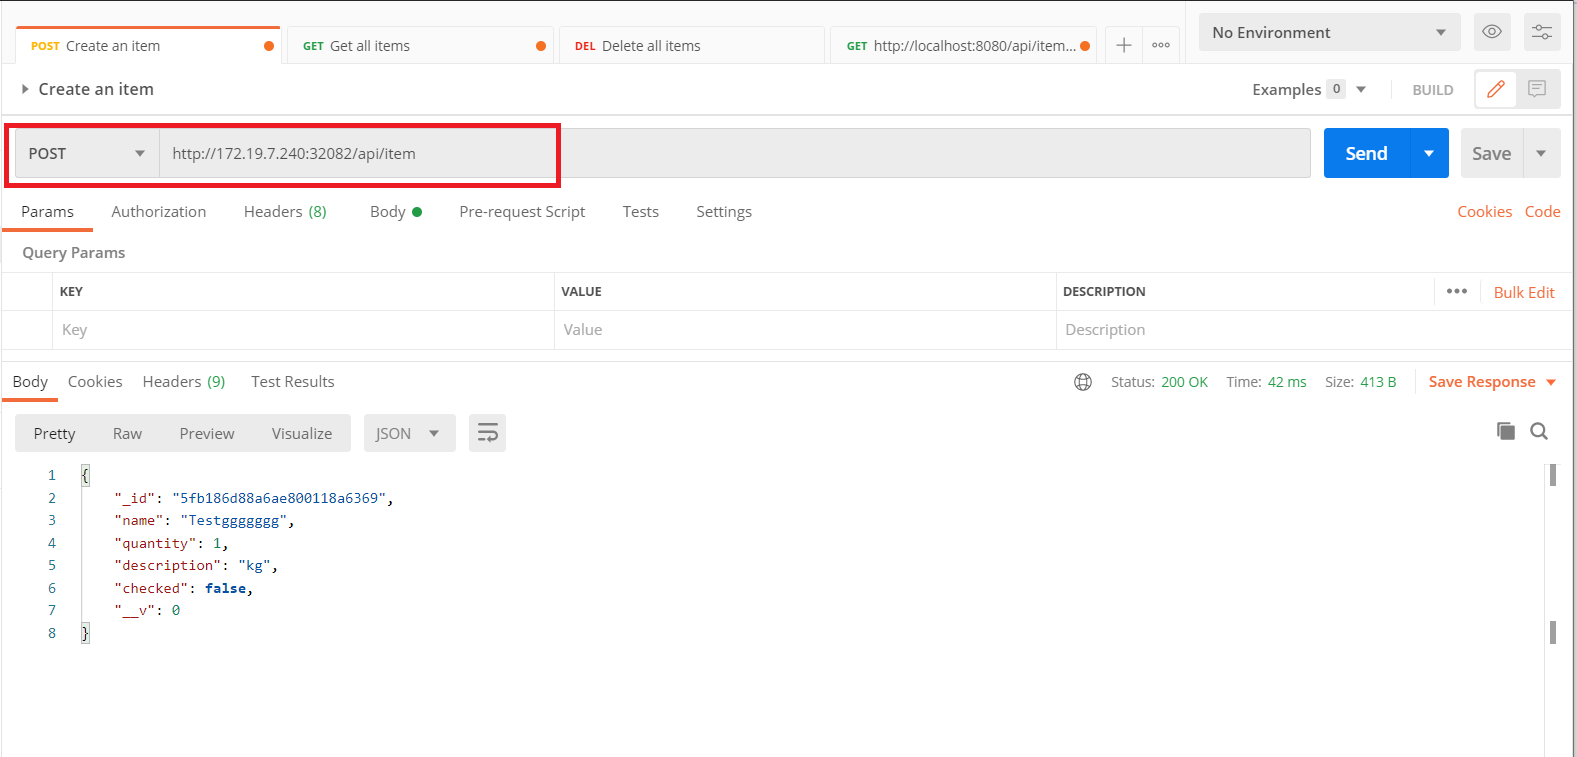 POST Create an item GET Get all items DEL Delete all items GET http://localhost:8080/api/item... No Environment
Create an item Examples 0 BUILD
POST http://172.19.7.240:32082/api/item Send Save
Params Authorization Headers (8) Body Pre-request Script Tests Settings Cookies Code
Query Params
KEY VALUE DESCRIPTION Bulk Edit
Key Value Description
Body Cookies Headers (9) Test Results Status: 200 OK Time: 42 ms Size: 413 B Save Response
Pretty Raw Preview Visualize JSON
1 {
2 "_id": "5fb186d88a6ae800118a6369",
3 "name": "Testggggggg",
4 "quantity": 1,
5 "description": "kg",
6 "checked": false,
7 "__v": 0
8 }